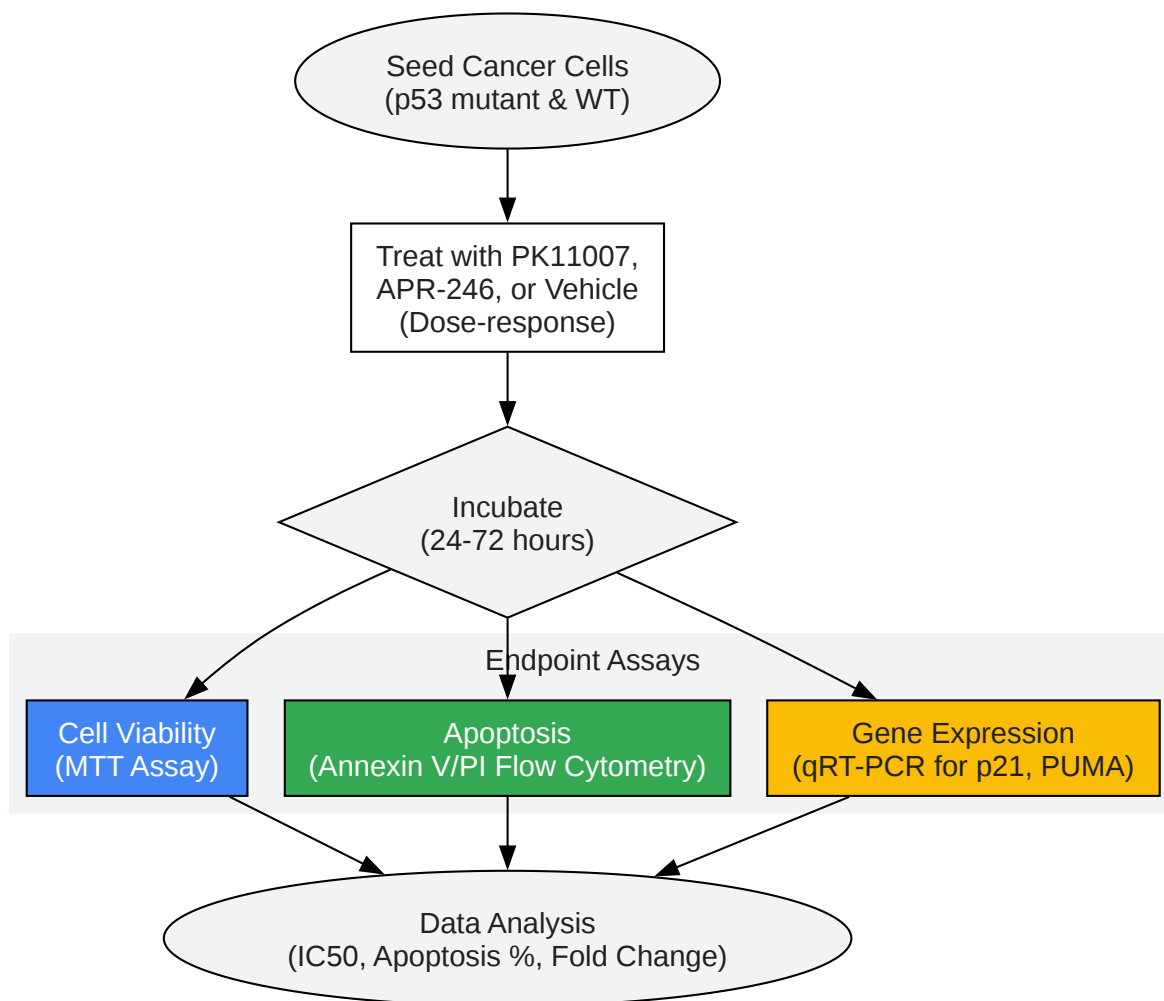 Seed Cancer Cells
(p53 mutant & WT)
Treat with PK11007,
APR-246, or Vehicle
(Dose-response)
Incubate
(24-72 hours)
Endpoint Assays
Cell Viability
(MTT Assay)
Apoptosis
(Annexin V/PI Flow Cytometry)
Gene Expression
(qRT-PCR for p21, PUMA)
Data Analysis
(IC50, Apoptosis %, Fold Change)